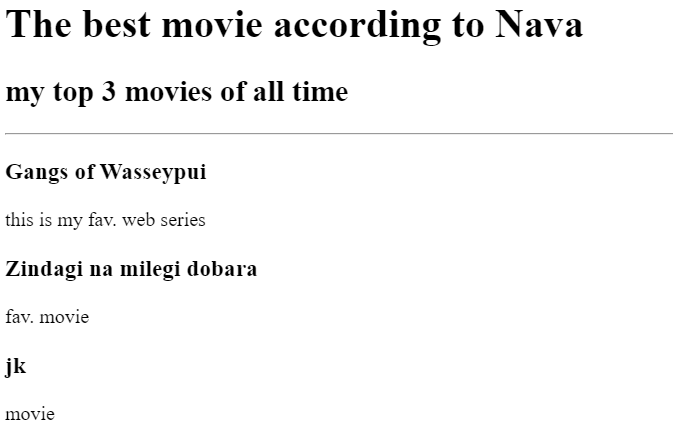 The best movie according to Nava
my top 3 movies of all time
Gangs of Wasseypui
this is my fav. web series
Zindagi na milegi dobara
fav. movie
jk
movie